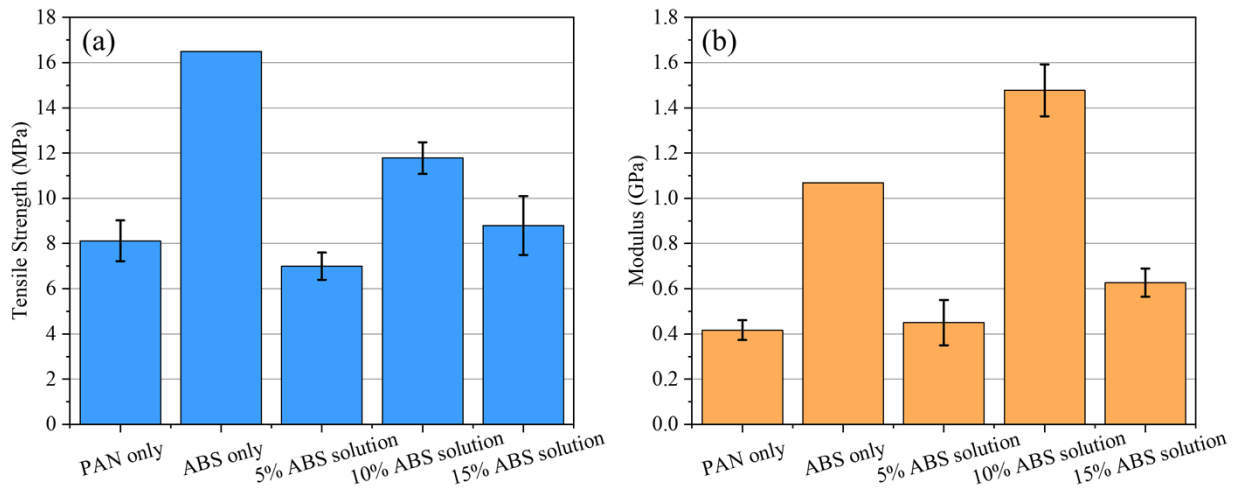 (a)
Tensile Strength (MPa)
18
16
14
12
10
8
6
4
2
0
PAN only
ABS only
5% ABS solution
10% ABS solution
15% ABS solution
(b)
Modulus (GPa)
1.8
1.6
1.4
1.2
1.0
0.8
0.6
0.4
0.2
0.0
PAN only
ABS only
5% ABS solution
10% ABS solution
15% ABS solution